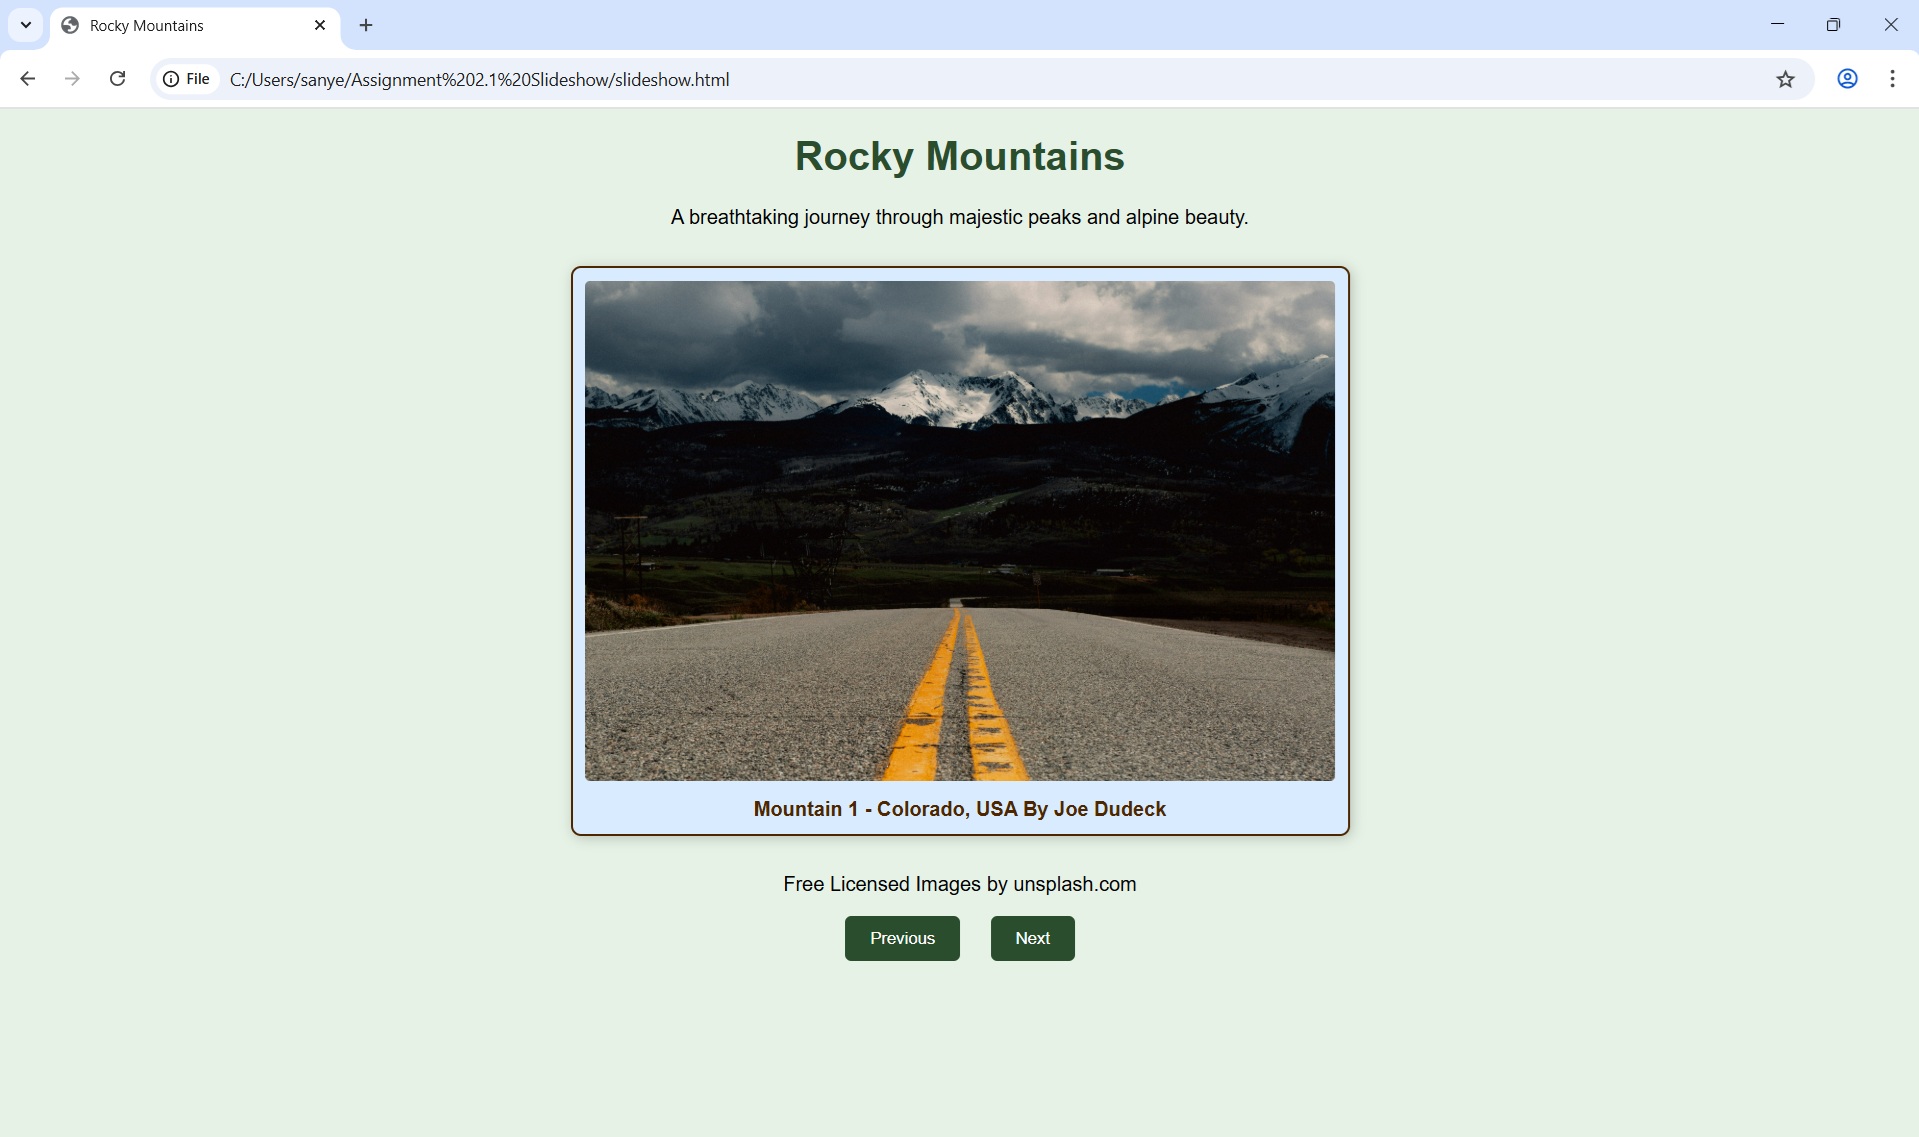 Rocky Mountains
File C:/Users/sanye/Assignment%202.1%20Slideshow/slideshow.html
Rocky Mountains
A breathtaking journey through majestic peaks and alpine beauty.
Mountain 1 - Colorado, USA By Joe Dudeck
Free Licensed Images by unsplash.com
Previous Next